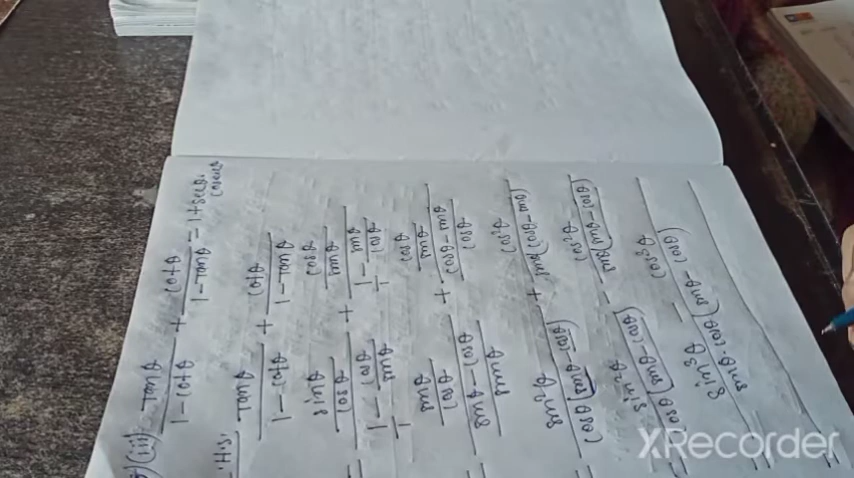 (iii) tanθ/(1 - cotθ) + cotθ/(1 - tanθ) = 1 + secθ.
cosecθ
.H.S.
tanθ/(1 - cotθ) + cotθ/(1 - tanθ)
= (sinθ/cosθ)/(1/1 - cosθ/sinθ) + (cosθ/sinθ)/(1/1 - sinθ/cosθ)
= (sinθ/cosθ)/((sinθ - cosθ)/sinθ) + (cosθ/sinθ)/((cosθ - sinθ)/cosθ)
= sin²θ/(cosθ(sinθ - cosθ)) + cos²θ/(sinθ(cosθ - sinθ))
= sin²θ/(cosθ(sinθ - cosθ)) - cos²θ/(sinθ(sinθ - cosθ))
= (sin³θ - cos³θ)/(sinθ·cosθ(sinθ - cosθ))
=
XRecorder